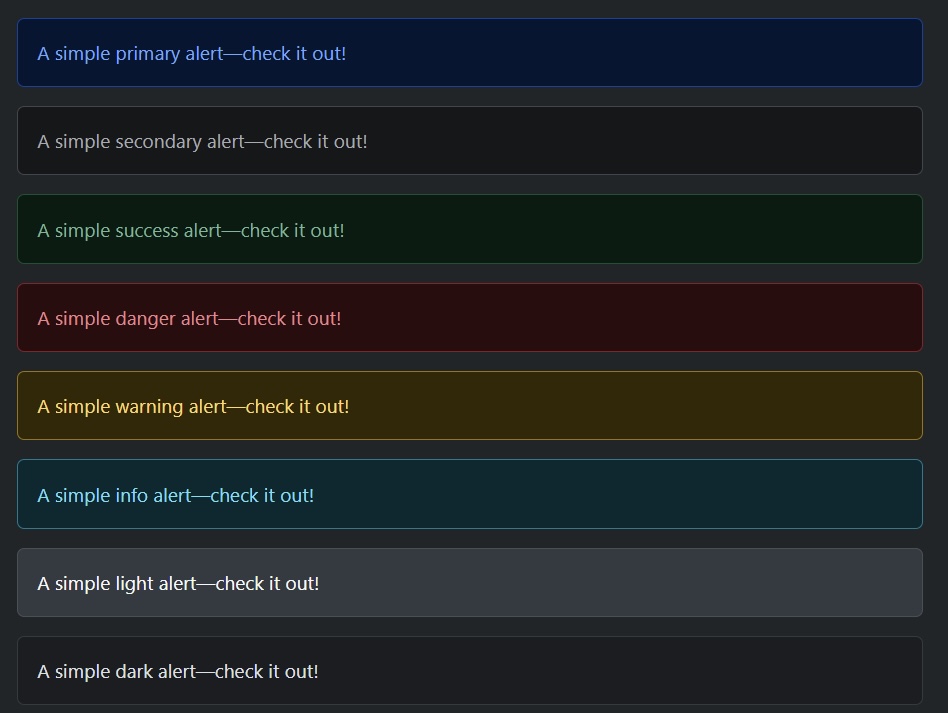 A simple primary alert—check it out!
A simple secondary alert—check it out!
A simple success alert—check it out!
A simple danger alert—check it out!
A simple warning alert—check it out!
A simple info alert—check it out!
A simple light alert—check it out!
A simple dark alert—check it out!